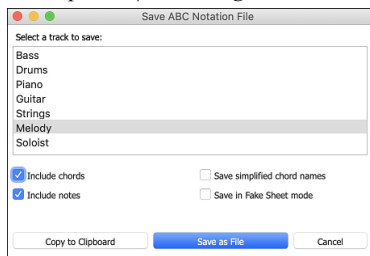 Save ABC Notation File
Select a track to save:
Bass
Drums
Piano
Guitar
Strings
Melody
Soloist
Include chords
Save simplified chord names
Include notes
Save in Fake Sheet mode
Copy to Clipboard
Save as File
Cancel